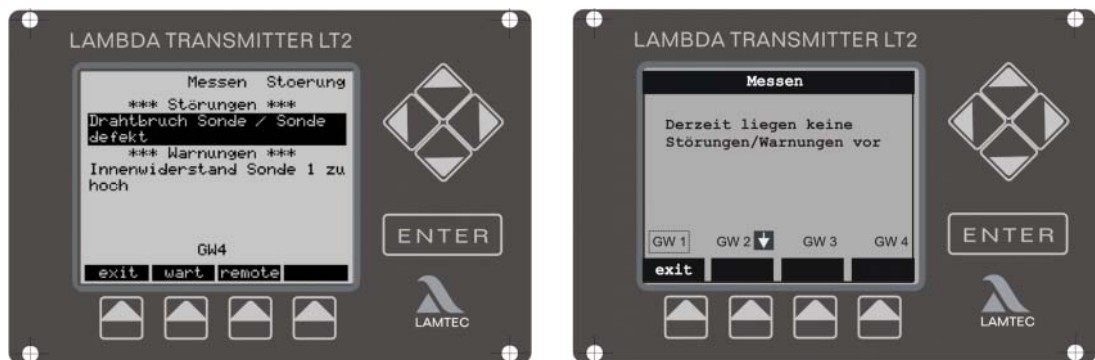 LAMBDA TRANSMITTER LT2
Messen Stoerung
*** Störungen ***
Drahtbruch Sonde / Sonde
defekt
*** Warnungen ***
Innenwiderstand Sonde 1 zu
hoch
GW4
exit wart remote
ENTER
LAMTEC
LAMBDA TRANSMITTER LT2
Messen
Derzeit liegen keine
Störungen/Warnungen vor
GW 1 GW 2 GW 3 GW 4
exit
ENTER
LAMTEC